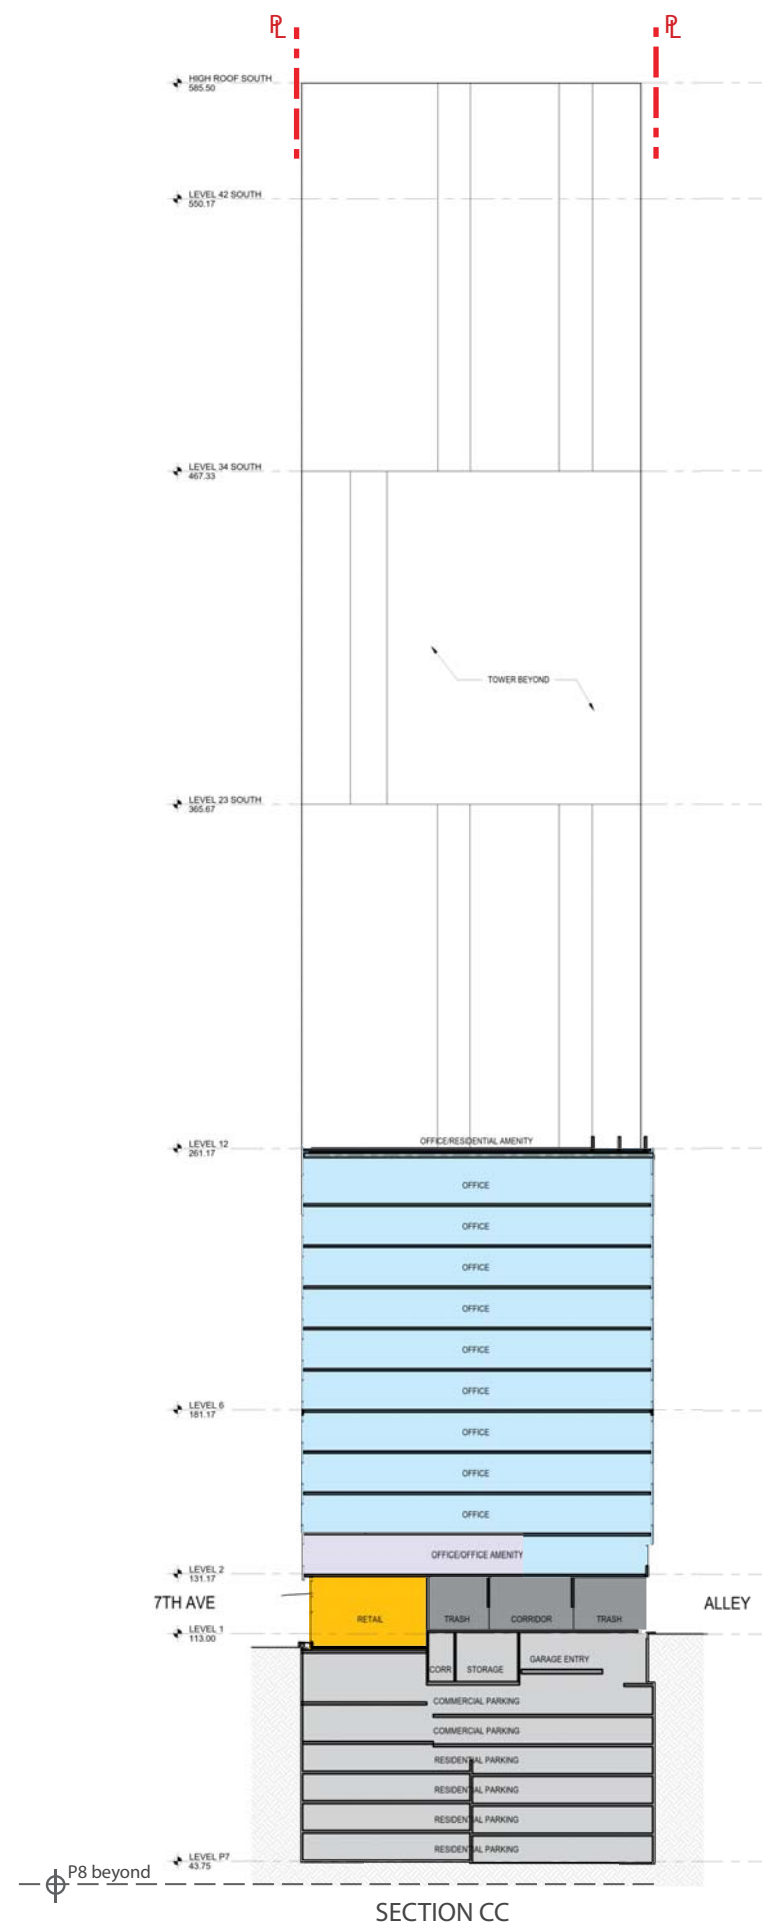 PL PL
HIGH ROOF SOUTH
585.50
LEVEL 42 SOUTH
550.17
LEVEL 34 SOUTH
467.33
TOWER BEYOND
LEVEL 23 SOUTH
365.67
OFFICE/RESIDENTIAL AMENITY
LEVEL 12
261.17
OFFICE
OFFICE
OFFICE
OFFICE
OFFICE
OFFICE
LEVEL 6
181.17
OFFICE
OFFICE
OFFICE
OFFICE/OFFICE AMENITY
LEVEL 2
131.17
7TH AVE
ALLEY
RETAIL TRASH CORRIDOR TRASH
LEVEL 1
113.00
GARAGE ENTRY
CORR STORAGE
COMMERCIAL PARKING
COMMERCIAL PARKING
RESIDENTIAL PARKING
RESIDENTIAL PARKING
RESIDENTIAL PARKING
RESIDENTIAL PARKING
LEVEL P7
43.75
P8 beyond
SECTION CC